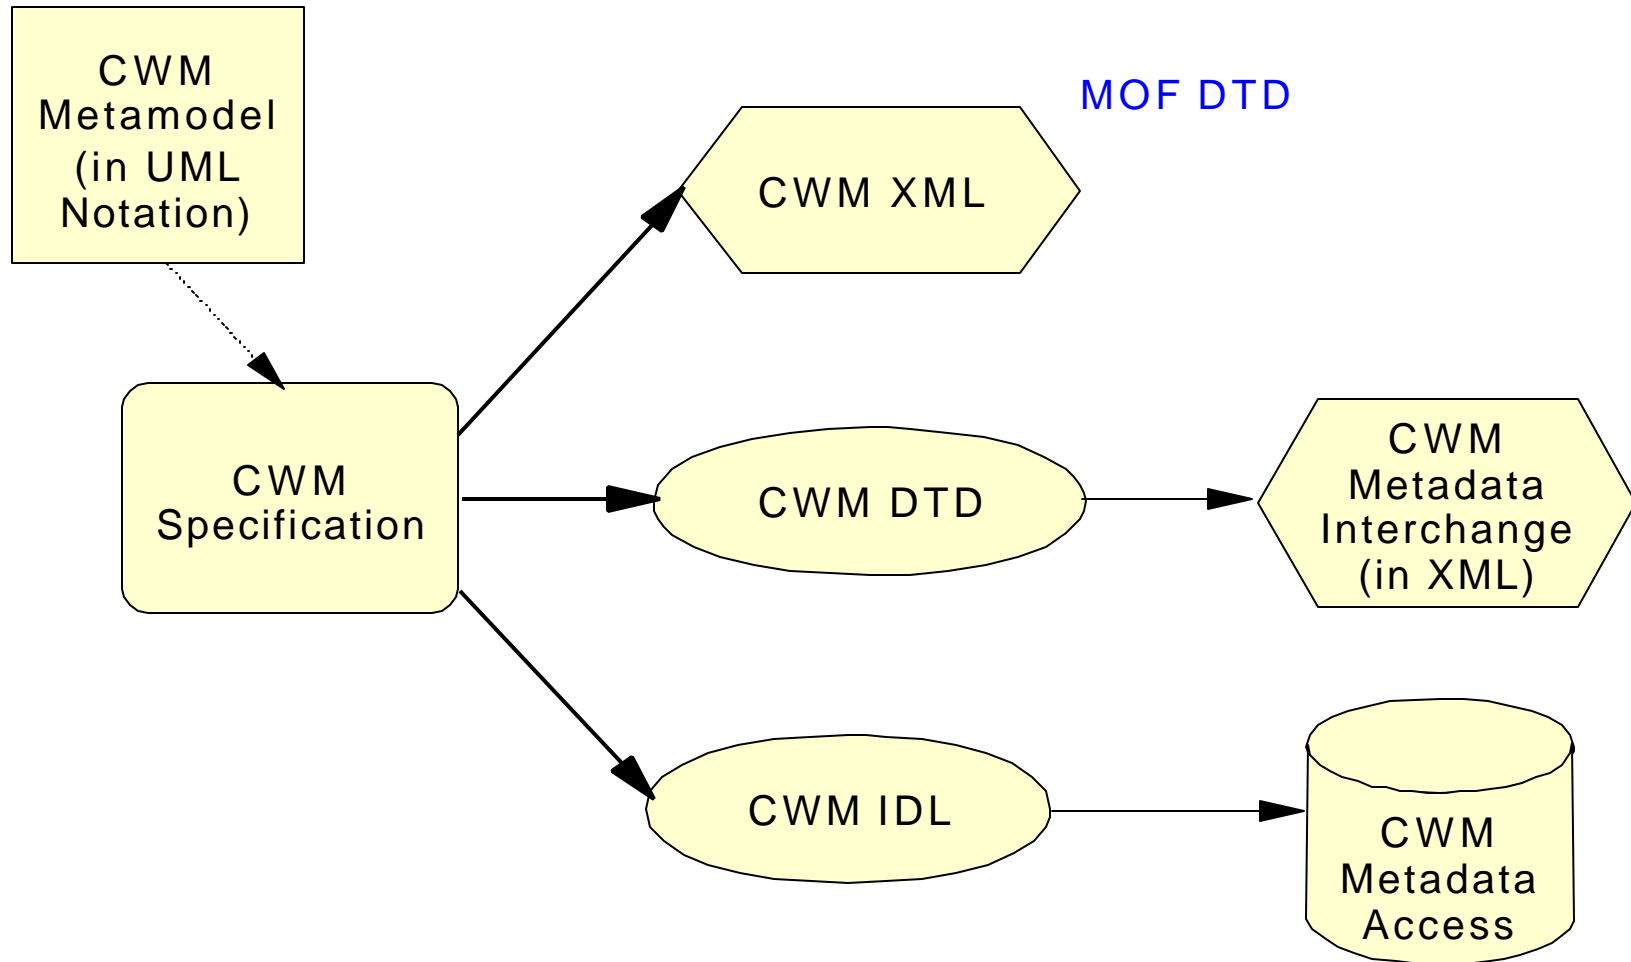 CWM
Metamodel
(in UML
Notation)
MOF DTD
CWM XML
CWM
Specification
CWM DTD
CWM
Metadata
Interchange
(in XML)
CWM IDL
CWM
Metadata
Access